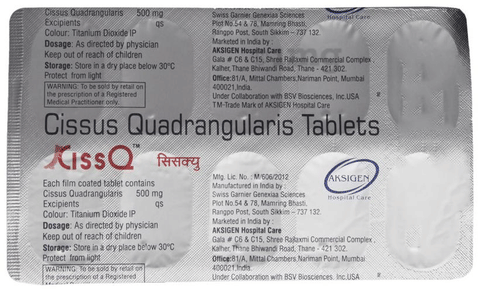 Cissus Quadrangularis 500 mg
Excipients qs
Colour: Titanium Dioxide IP
Dosage: As directed by physician
Keep out of reach of children
Storage: Store in a dry place below 30°C
Protect from light
WARNING: To be sold by retail on
the prescription of a Registered
Medical Practitioner only.
Swiss Garnier Genexiaa Sciences
Plot No.54 & 78, Mamring Bhasti,
Rangpo Post, South Sikkim – 737 132.
Marketed in India by :
AKSIGEN Hospital Care
Gala # C6 & C15, Shree Rajlaxmi Commercial Complex,
Kalher, Thane Bhiwandi Road, Thane - 421 302.
Office:81/A, Mittal Chambers,Nariman Point, Mumbai
400021,India.
Under Collaboration with BSV Biosciences, Inc.USA
TM-Trade Mark of AKSIGEN Hospital Care
Hospital Care
Cissus Quadrangularis Tablets
KissQ™ सिसक्यु
Each film coated tablet contains
Cissus Quadrangularis 500 mg
Excipients qs
Colour: Titanium Dioxide IP
Dosage: As directed by physician
Keep out of reach of children
Storage: Store in a dry place below 30°C
Protect from light
WARNING: To be sold by retail on
the prescription of a Registered
Mfg. Lic. No. : M/606/2012
Manufactured in India by :
Swiss Garnier Genexiaa Sciences
Plot No.54 & 78, Mamring Bhasti,
Rangpo Post, South Sikkim – 737 132.
Marketed in India by :
AKSIGEN Hospital Care
Gala # C6 & C15, Shree Rajlaxmi Commercial Complex,
Kalher, Thane Bhiwandi Road, Thane - 421 302.
Office:81/A, Mittal Chambers,Nariman Point, Mumbai
400021,India.
Under Collaboration with BSV Biosciences, Inc.USA
AKSIGEN
Hospital Care